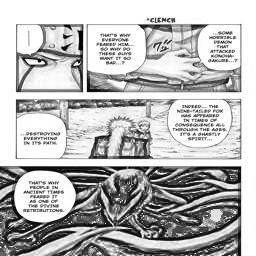 *CLENCH
...SOME
HORRIBLE
DEMON
THAT
ATTACKED
KONOHA-
GAKURE...?
THAT'S WHY
EVERYONE
FEARED HIM...
SO WHY DO
THESE GUYS
WANT IT SO
BAD...?
INDEED... THE
NINE-TAILED FOX
HAS APPEARED
IN TIMES OF
CONSEQUENCE ALL
THROUGH THE AGES.
IT'S A GHASTLY
SPIRIT...
...DESTROYING
EVERYTHING
IN ITS PATH.
THAT'S WHY
PEOPLE IN
ANCIENT TIMES
FEARED IT
AS ONE OF
THE DIVINE
RETRIBUTIONS.